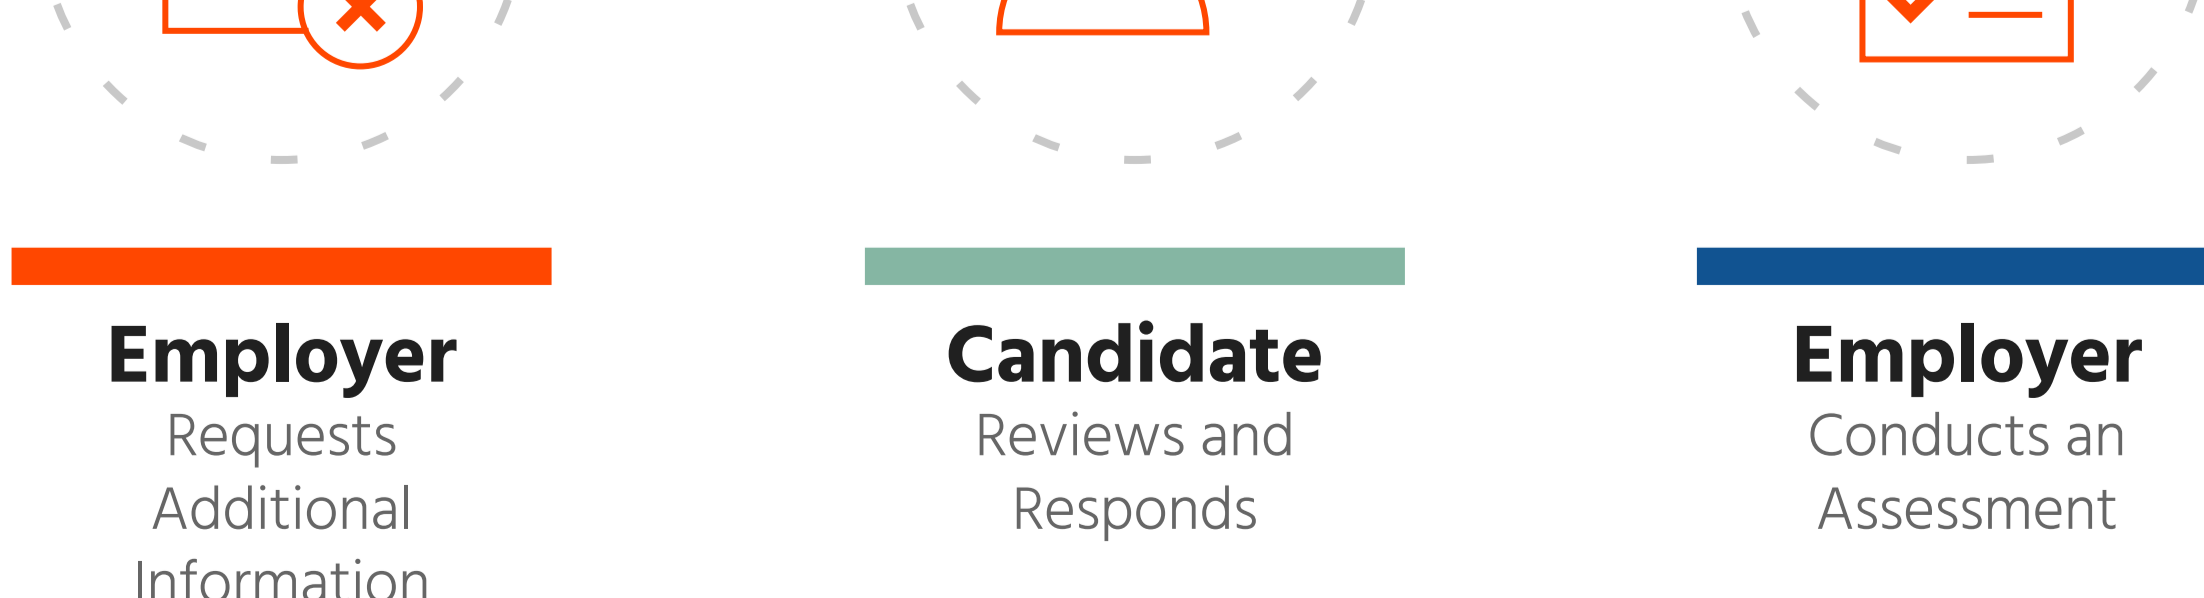 Employer
Requests
Additional
Information
Candidate
Reviews and
Responds
Employer
Conducts an
Assessment